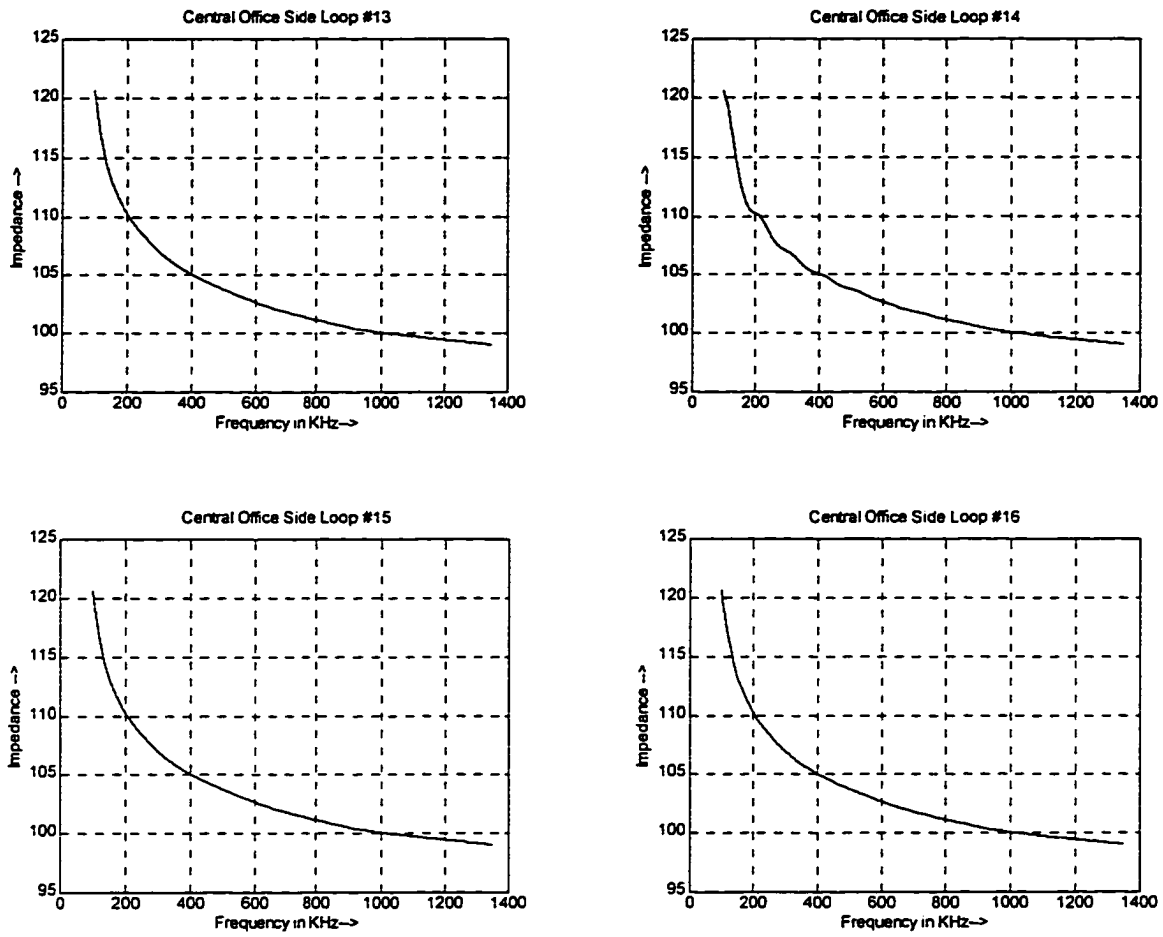 Central Office Side Loop #13
125
120
115
110
105
100
95
Impedance -->
0 200 400 600 800 1000 1200 1400
Frequency in KHz-->
Central Office Side Loop #14
125
120
115
110
105
100
95
Impedance -->
0 200 400 600 800 1000 1200 1400
Frequency in KHz-->
Central Office Side Loop #15
125
120
115
110
105
100
95
Impedance -->
0 200 400 600 800 1000 1200 1400
Frequency in KHz-->
Central Office Side Loop #16
125
120
115
110
105
100
95
Impedance -->
0 200 400 600 800 1000 1200 1400
Frequency in KHz-->